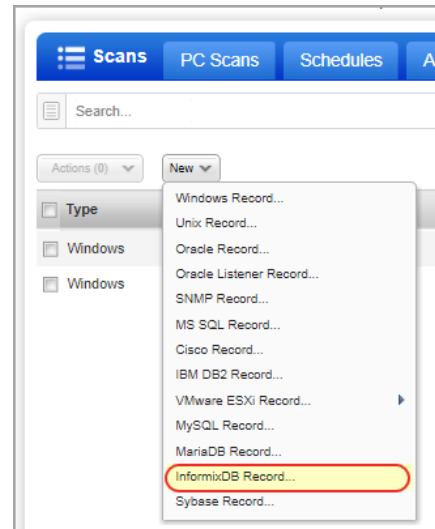 Scans PC Scans Schedules A
Search...
Actions (0) New
Type
Windows
Windows
Windows Record...
Unix Record...
Oracle Record...
Oracle Listener Record...
SNMP Record...
MS SQL Record...
Cisco Record...
IBM DB2 Record...
VMware ESXi Record...
MySQL Record...
MariaDB Record...
InformixDB Record...
Sybase Record...